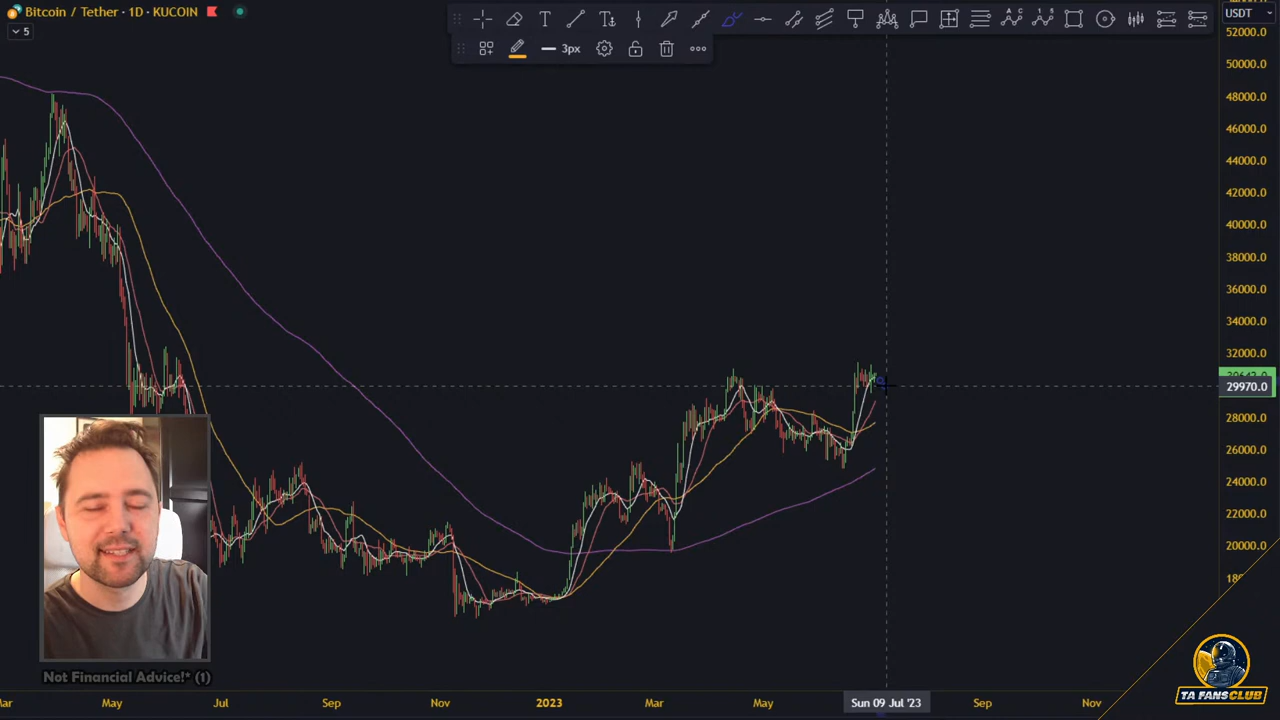 Bitcoin / Tether · 1D · KUCOIN
5
T
3px
USDT
52000.0
50000.0
48000.0
46000.0
44000.0
42000.0
40000.0
38000.0
36000.0
34000.0
32000.0
29970.0
28000.0
26000.0
24000.0
22000.0
20000.0
Not Financial Advice!* (1)
TA FANSCLUB
May
Jul
Sep
Nov
2023
Mar
May
Sun 09 Jul '23
Sep
Nov